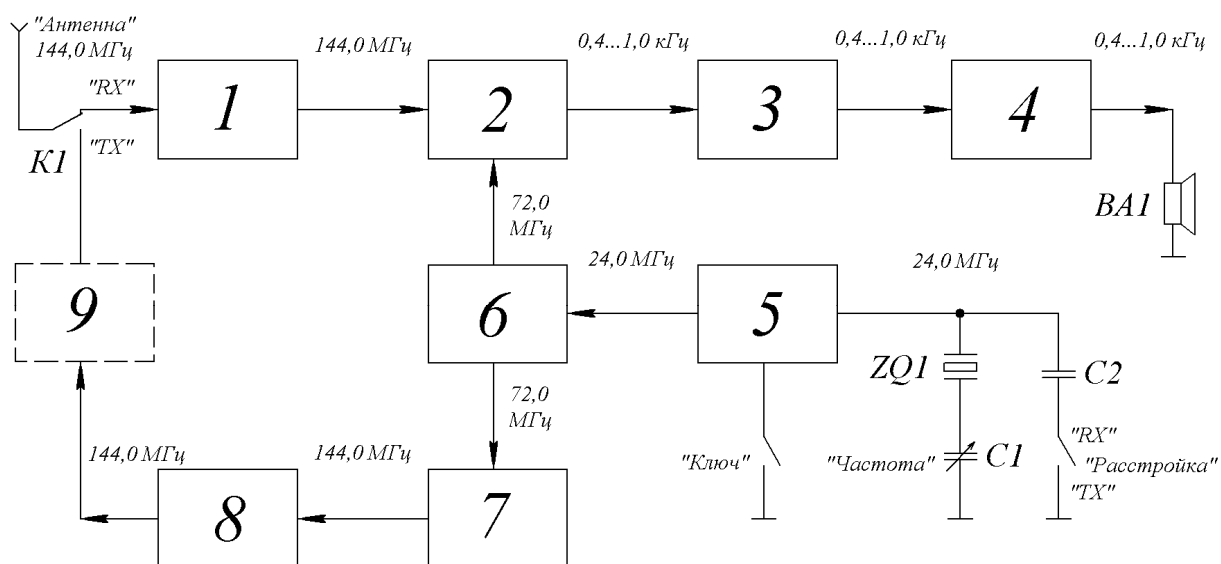 "Антенна"
144,0 МГц
144,0 МГц
0,4...1,0 кГц
0,4...1,0 кГц
0,4...1,0 кГц
"RX"
1
2
3
4
"TX"
К1
BA1
72,0
МГц
24,0 МГц
24,0 МГц
9
6
5
ZQ1
C2
72,0
МГц
"RX"
144,0 МГц
144,0 МГц
"Ключ"
"Частота"
C1
"Расстройка"
"TX"
8
7